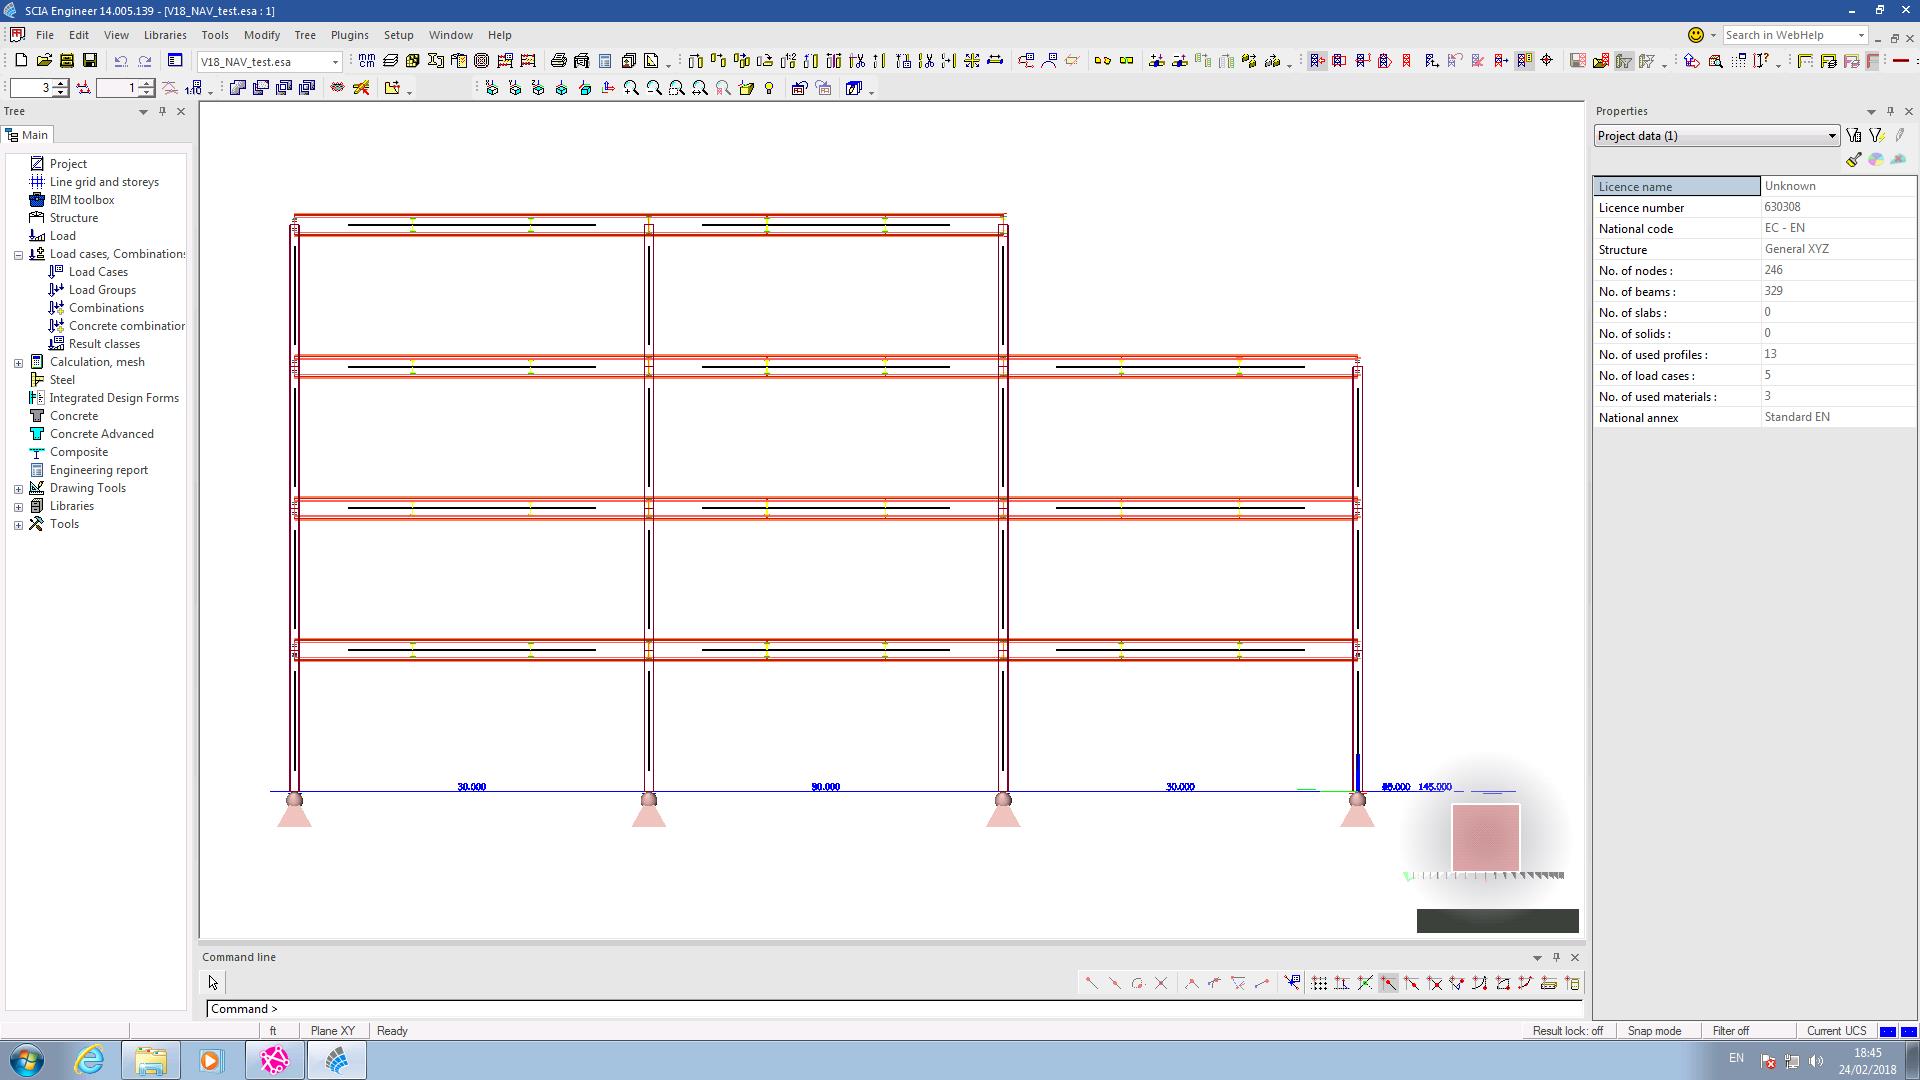 SCIA Engineer 14.005.139 - [V18_NAV_test.esa : 1]
File Edit View Libraries Tools Modify Tree Plugins Setup Window Help
Search in WebHelp
V18_NAV_test.esa
3
1
Tree
Main
Project
Line grid and storeys
BIM toolbox
Structure
Load
Load cases, Combinations
Load Cases
Load Groups
Combinations
Concrete combination
Result classes
Calculation, mesh
Steel
Integrated Design Forms
Concrete
Concrete Advanced
Composite
Engineering report
Drawing Tools
Libraries
Tools
30.000
30.000
145.000
Properties
Project data (1)
Licence name Unknown
Licence number 630308
National code EC - EN
Structure General XYZ
No. of nodes : 246
No. of beams : 329
No. of slabs : 0
No. of solids : 0
No. of used profiles : 13
No. of load cases : 5
No. of used materials : 3
National annex Standard EN
Command line
Command >
ft Plane XY Ready
Result lock: off Snap mode Filter off Current UCS
EN
18:45
24/02/2018